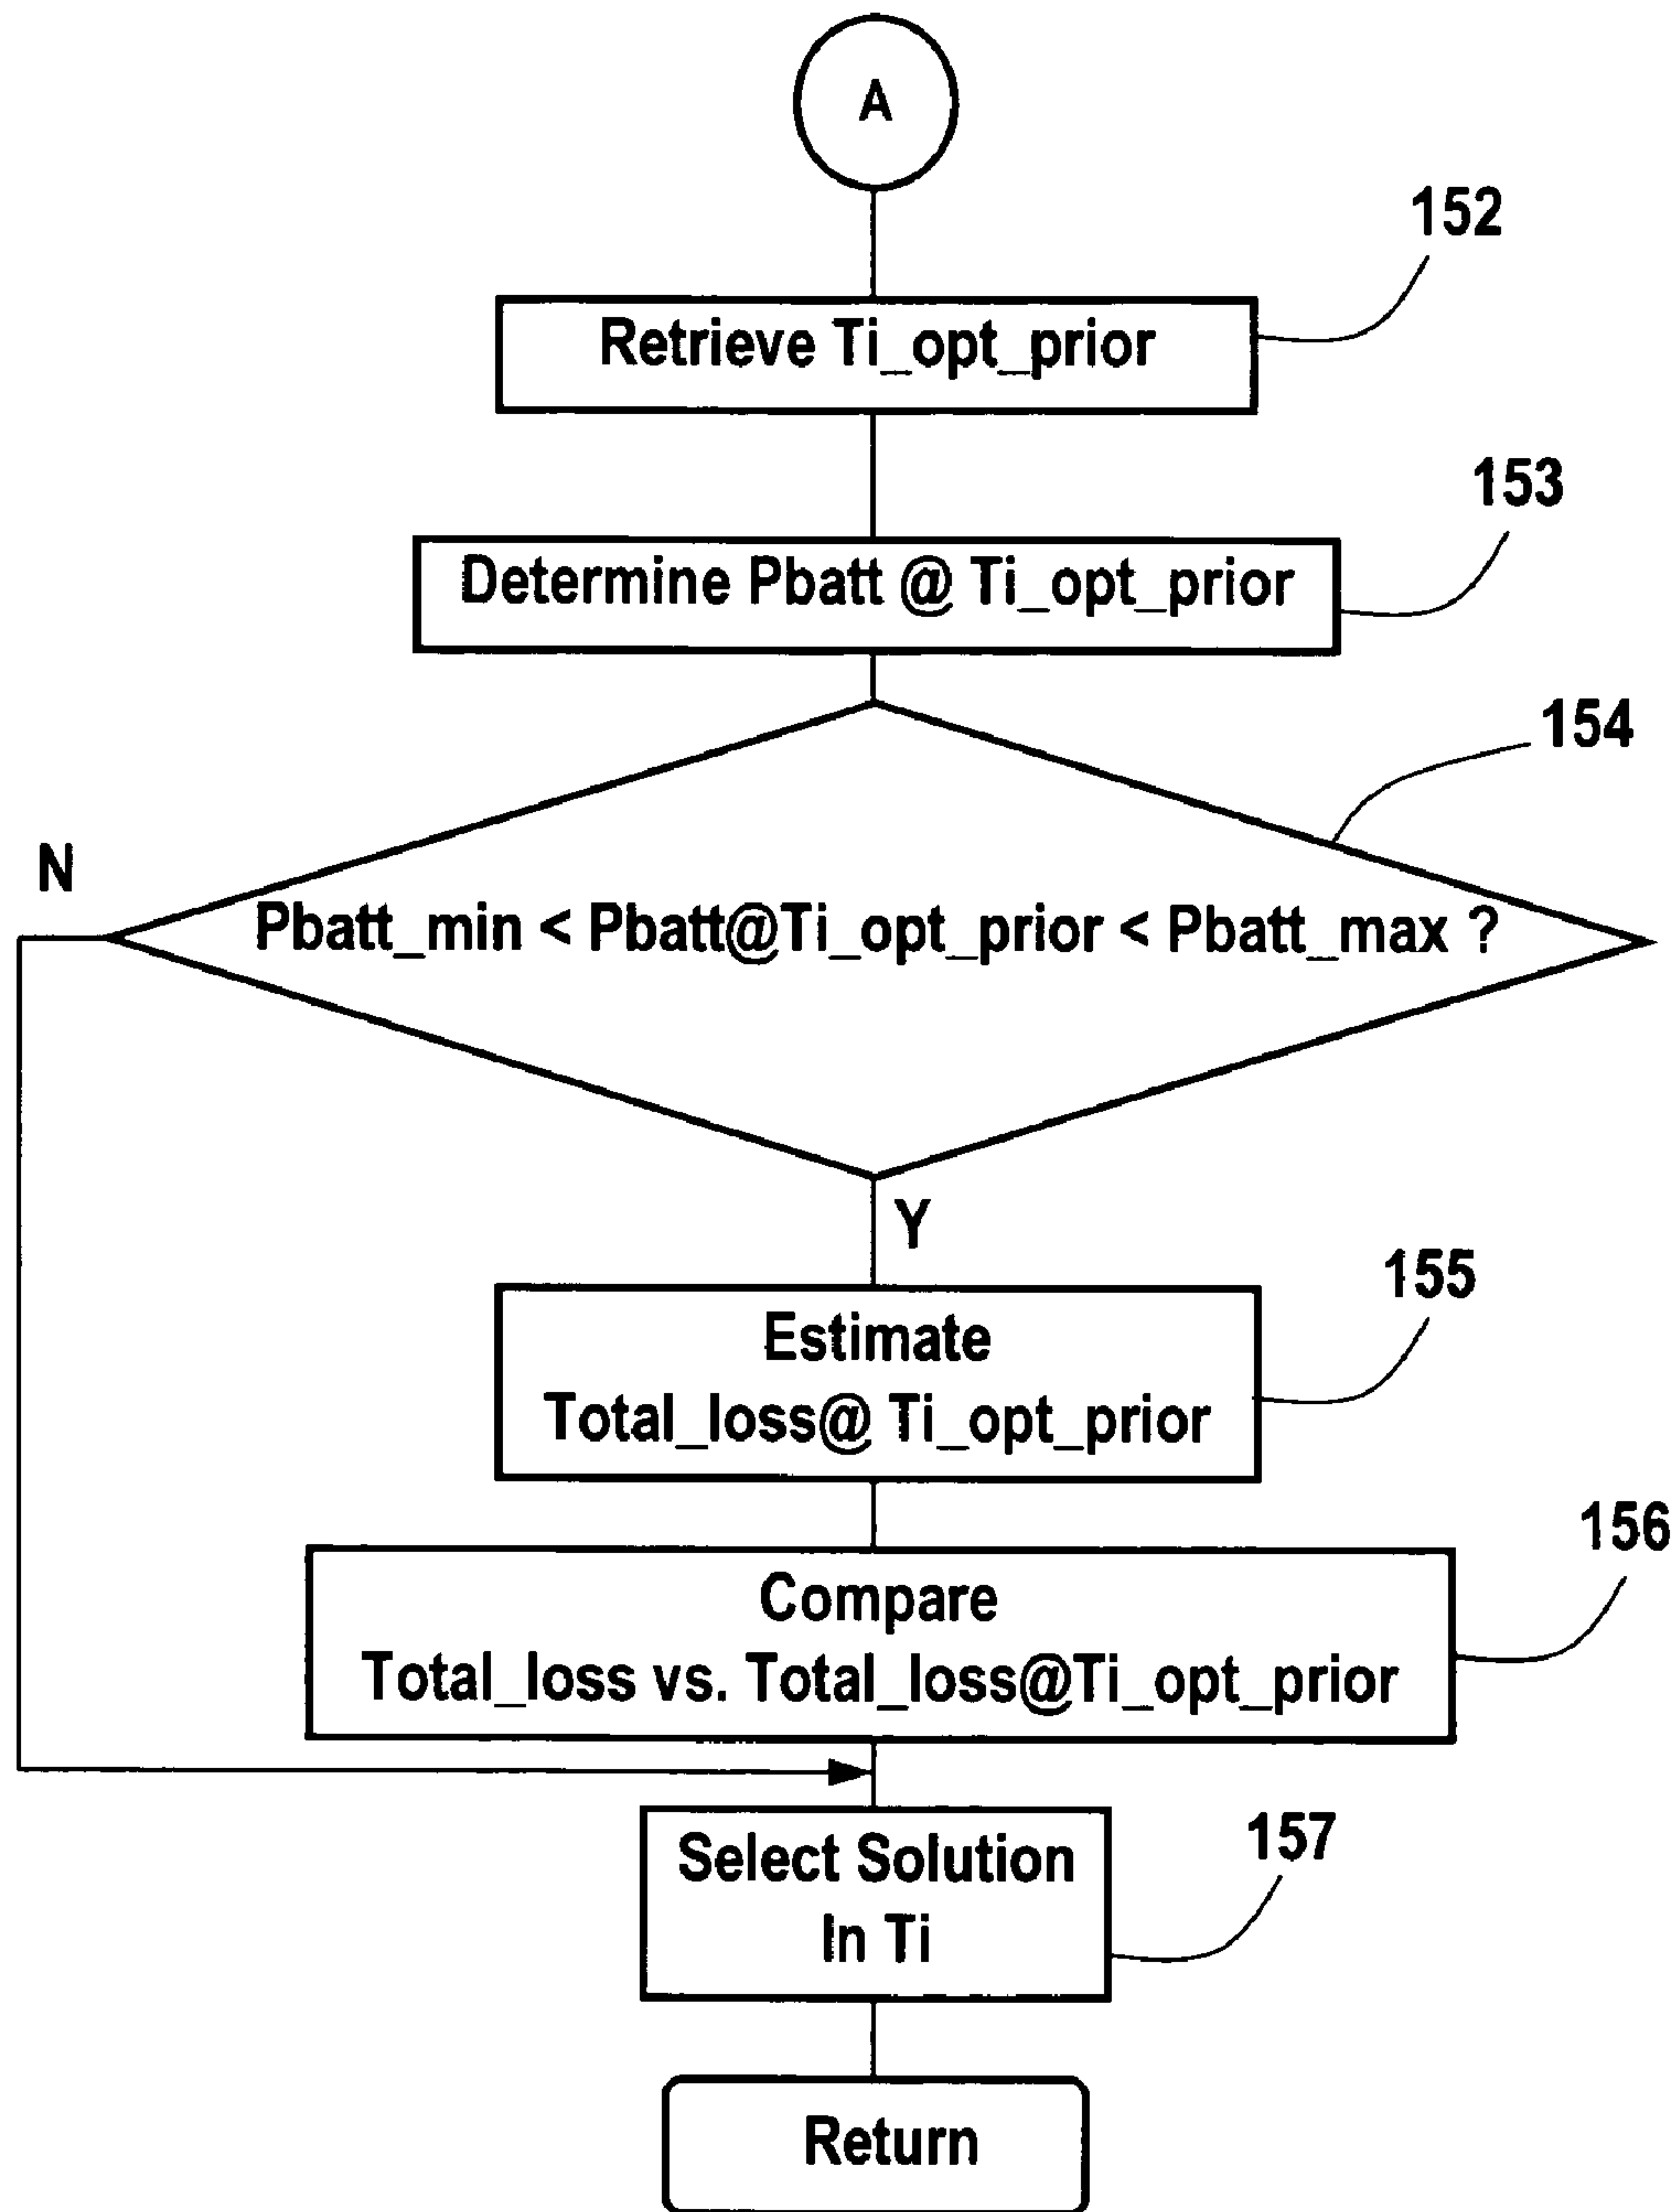 A
152
Retrieve Ti_opt_prior
153
Determine Pbatt @ Ti_opt_prior
154
N
Pbatt_min < Pbatt@Ti_opt_prior < Pbatt_max ?
Y
155
Estimate
Total_loss@ Ti_opt_prior
156
Compare
Total_loss vs. Total_loss@Ti_opt_prior
157
Select Solution
In Ti
Return